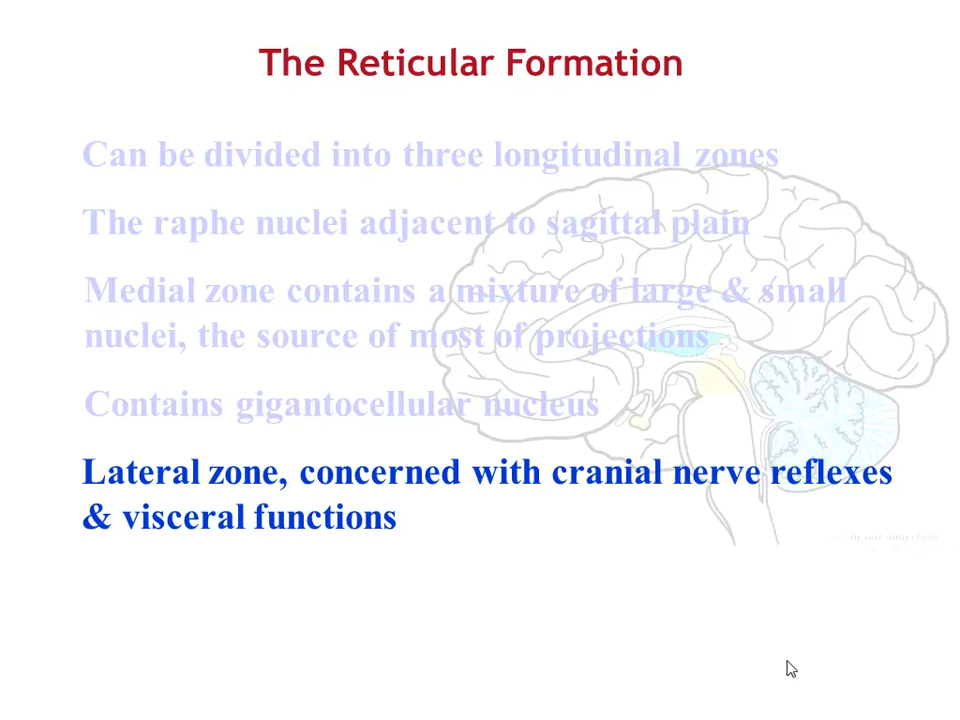 The Reticular Formation
Can be divided into three longitudinal zones
The raphe nuclei adjacent to sagittal plain
Medial zone contains a mixture of large & small
nuclei, the source of most of projections
Contains gigantocellular nucleus
Lateral zone, concerned with cranial nerve reflexes
& visceral functions